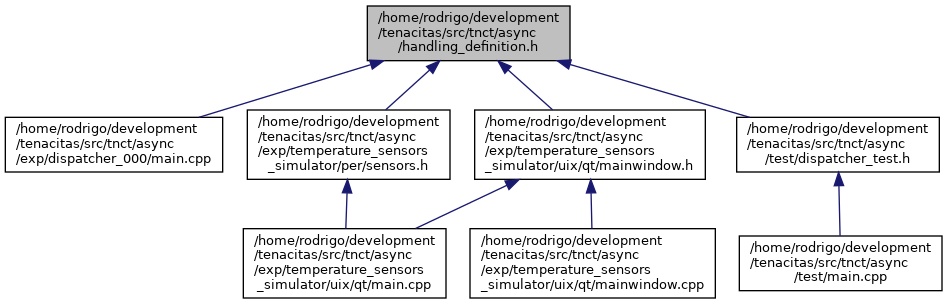 /home/rodrigo/development
/tenacitas/src/tnct/async
/handling_definition.h
/home/rodrigo/development
/tenacitas/src/tnct/async
/exp/dispatcher_000/main.cpp
/home/rodrigo/development
/tenacitas/src/tnct/async
/exp/temperature_sensors
_simulator/per/sensors.h
/home/rodrigo/development
/tenacitas/src/tnct/async
/exp/temperature_sensors
_simulator/uix/qt/mainwindow.h
/home/rodrigo/development
/tenacitas/src/tnct/async
/test/dispatcher_test.h
/home/rodrigo/development
/tenacitas/src/tnct/async
/exp/temperature_sensors
_simulator/uix/qt/main.cpp
/home/rodrigo/development
/tenacitas/src/tnct/async
/exp/temperature_sensors
_simulator/uix/qt/mainwindow.cpp
/home/rodrigo/development
/tenacitas/src/tnct/async
/test/main.cpp